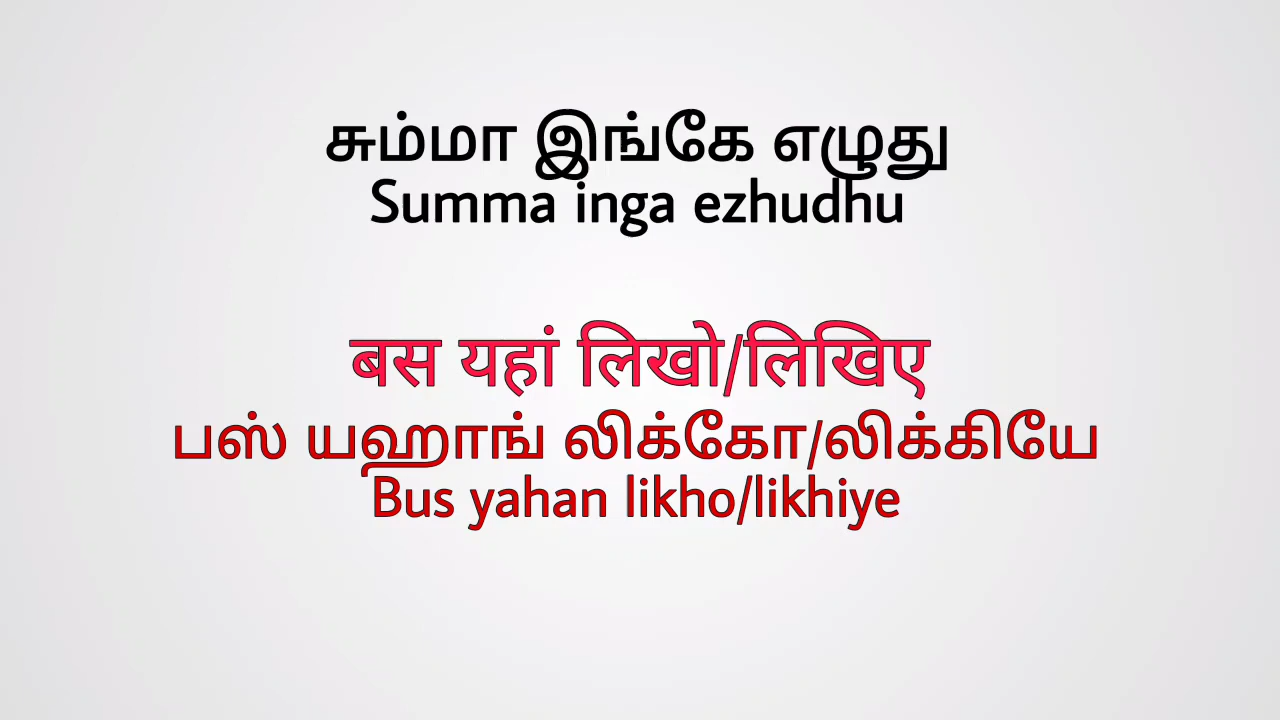 சும்மா இங்கே எழுது
Summa inga ezhudhu
बस यहां लिखो/लिखिए
பஸ் யஹாங் லிக்கோ/லிக்கியே
Bus yahan likho/likhiye